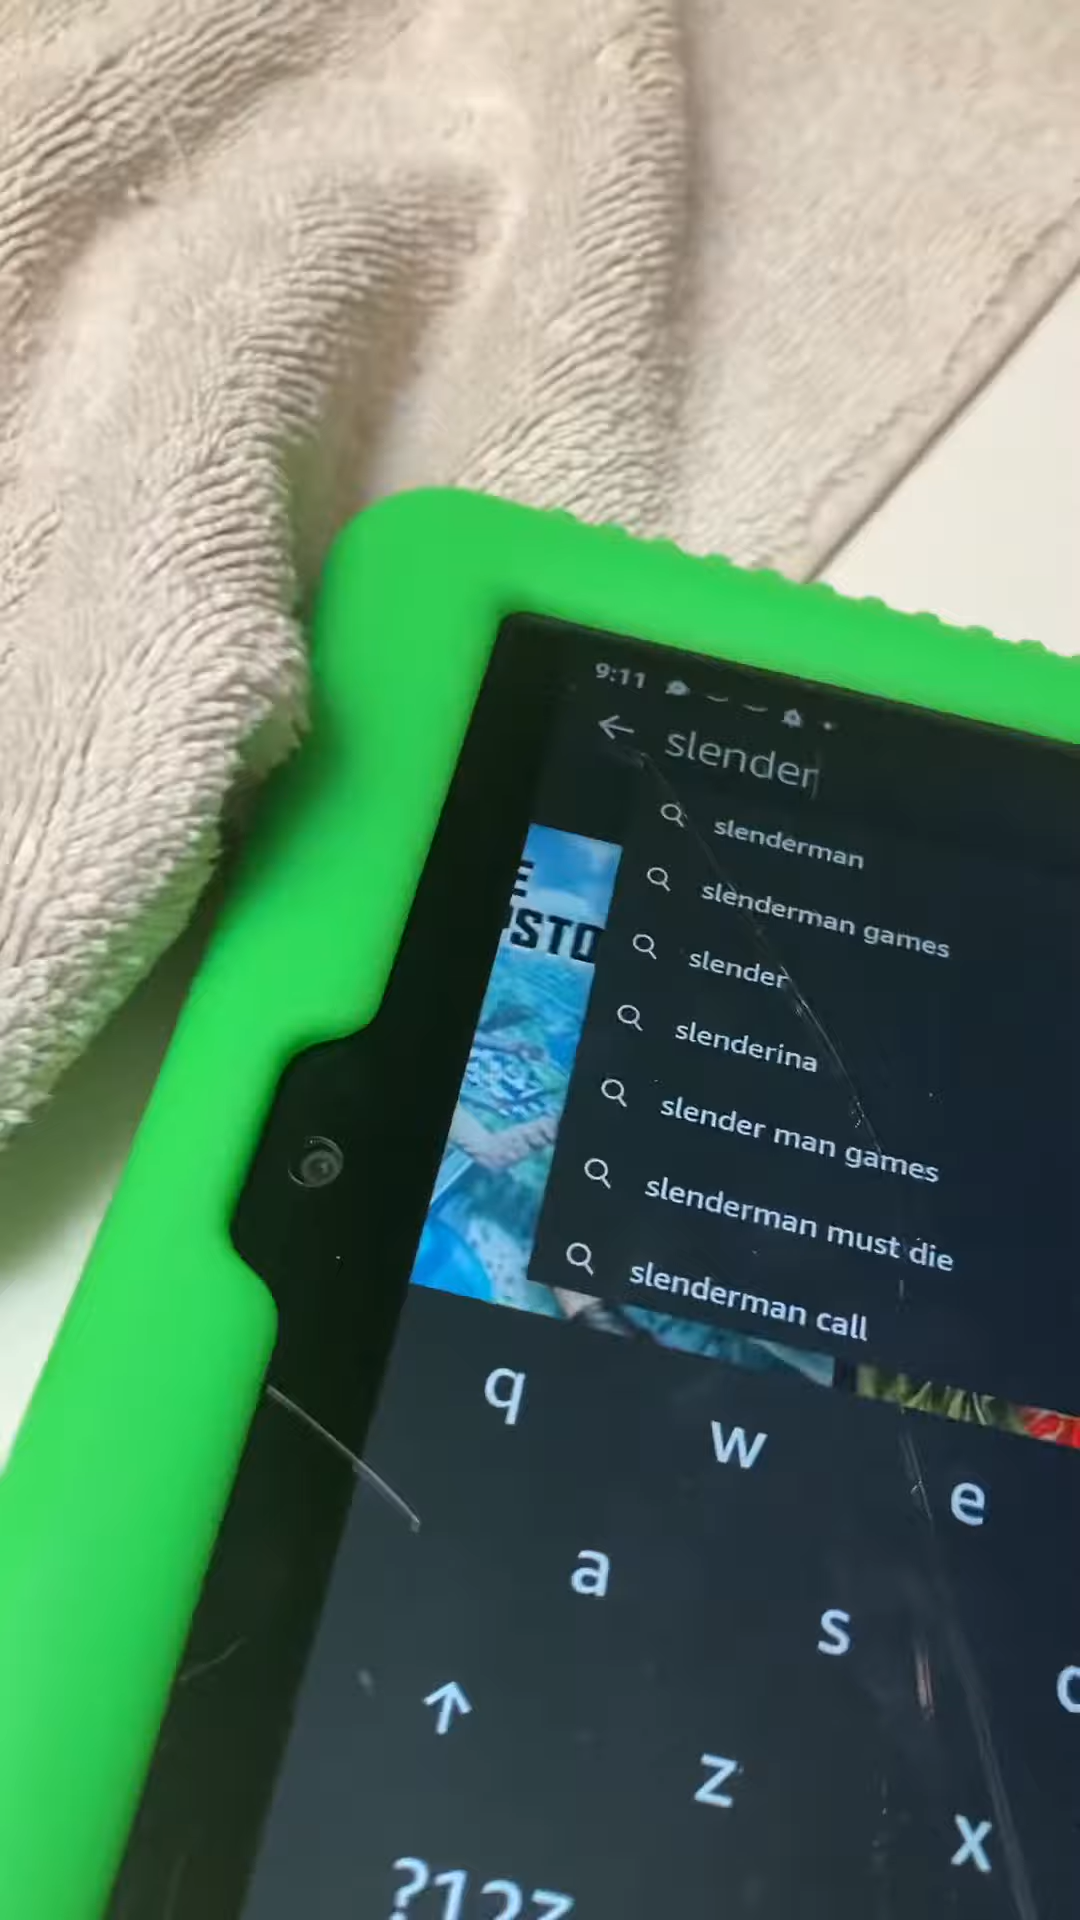 9:11
slender
slenderman
slenderman games
slender
slenderina
slender man games
slenderman must die
slenderman call
q w e
a s
z x
?123